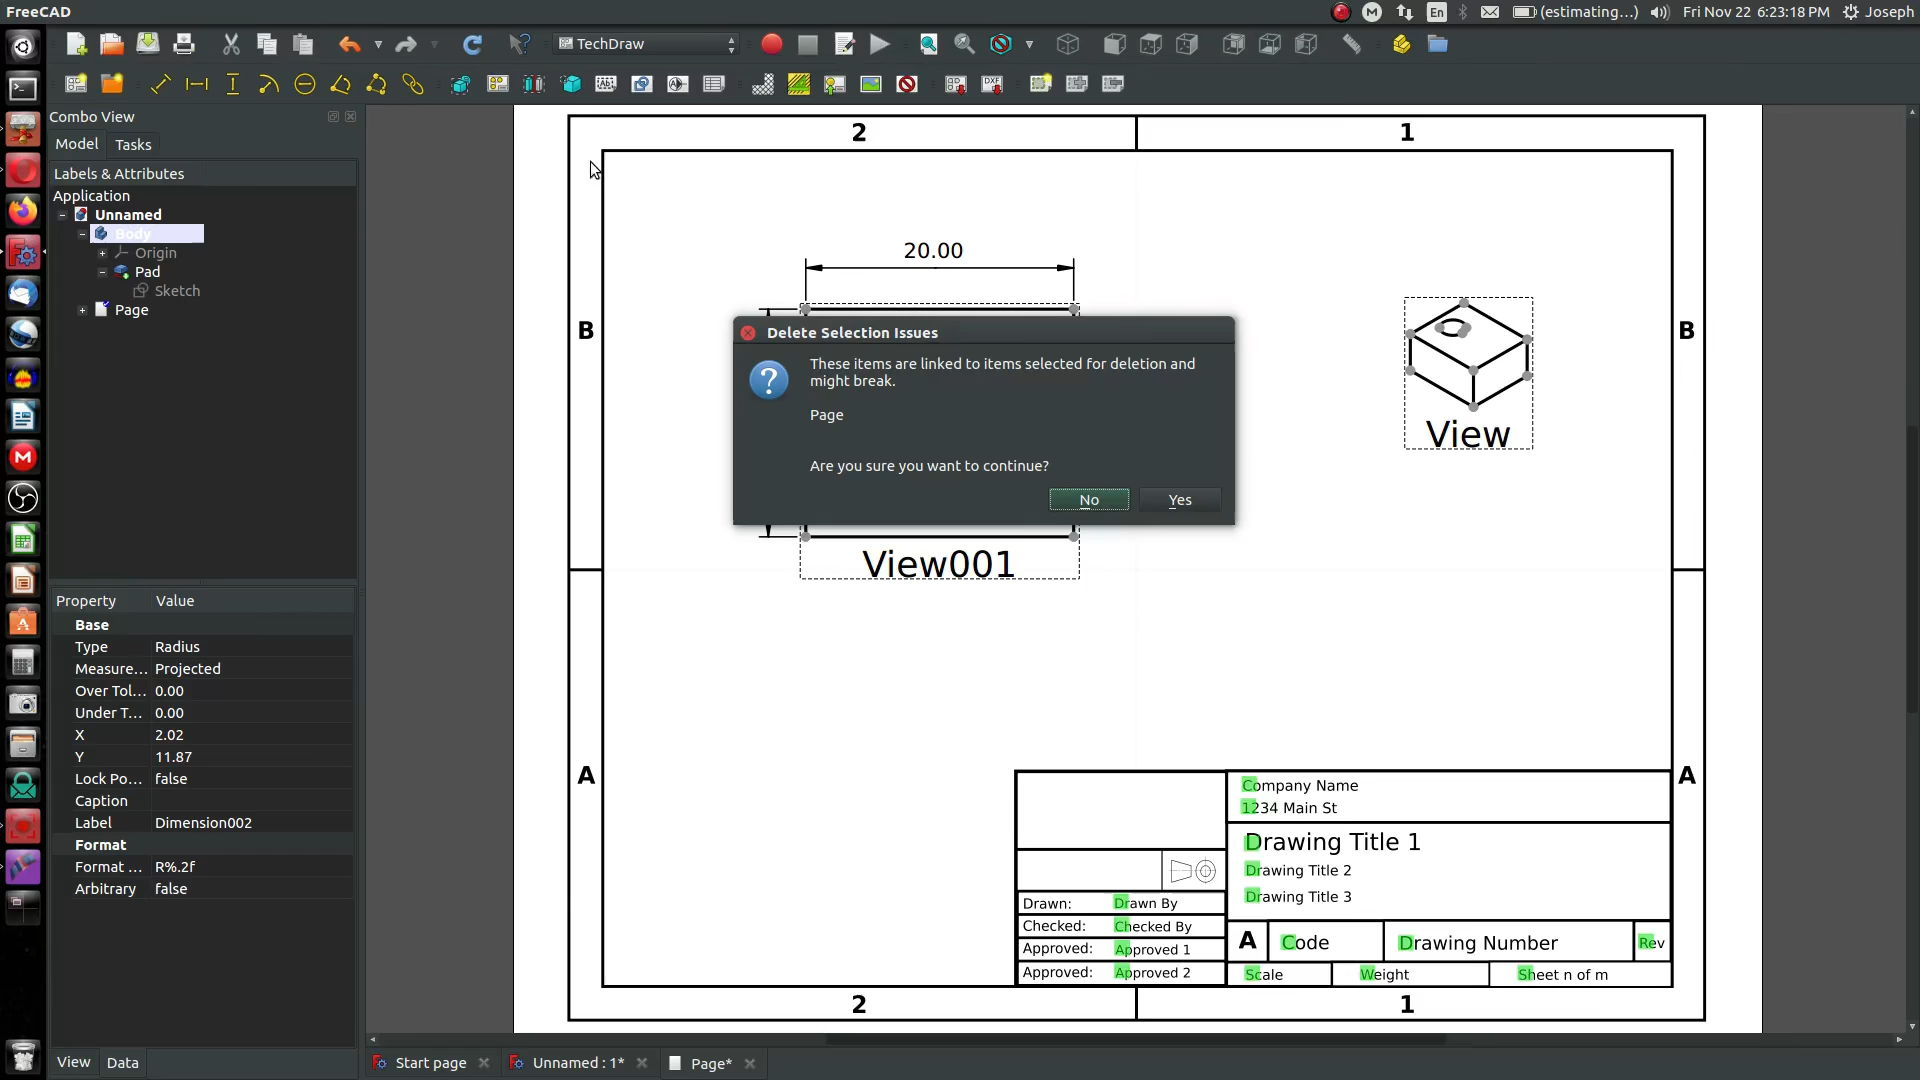 FreeCAD
En
(estimating...)
Fri Nov 22 6:23:18 PM
Joseph
TechDraw
DXF
Combo View
Model
Tasks
Labels & Attributes
Application
Unnamed
Body
Origin
Pad
Sketch
Page
Property
Value
Base
Type
Radius
Measure...
Projected
Over Tol...
0.00
Under T...
0.00
X
2.02
Y
11.87
Lock Po...
false
Caption
Label
Dimension002
Format
Format ...
R%.2f
Arbitrary
false
View
Data
2
1
B
B
20.00
Delete Selection Issues
These items are linked to items selected for deletion and
might break.
Page
Are you sure you want to continue?
No
Yes
View
View001
A
A
Company Name
1234 Main St
Drawing Title 1
Drawing Title 2
Drawing Title 3
Drawn:
Drawn By
Checked:
Checked By
Approved:
Approved 1
Approved:
Approved 2
A
Code
Drawing Number
Rev
Scale
Weight
Sheet n of m
2
1
Start page
Unnamed : 1*
Page*